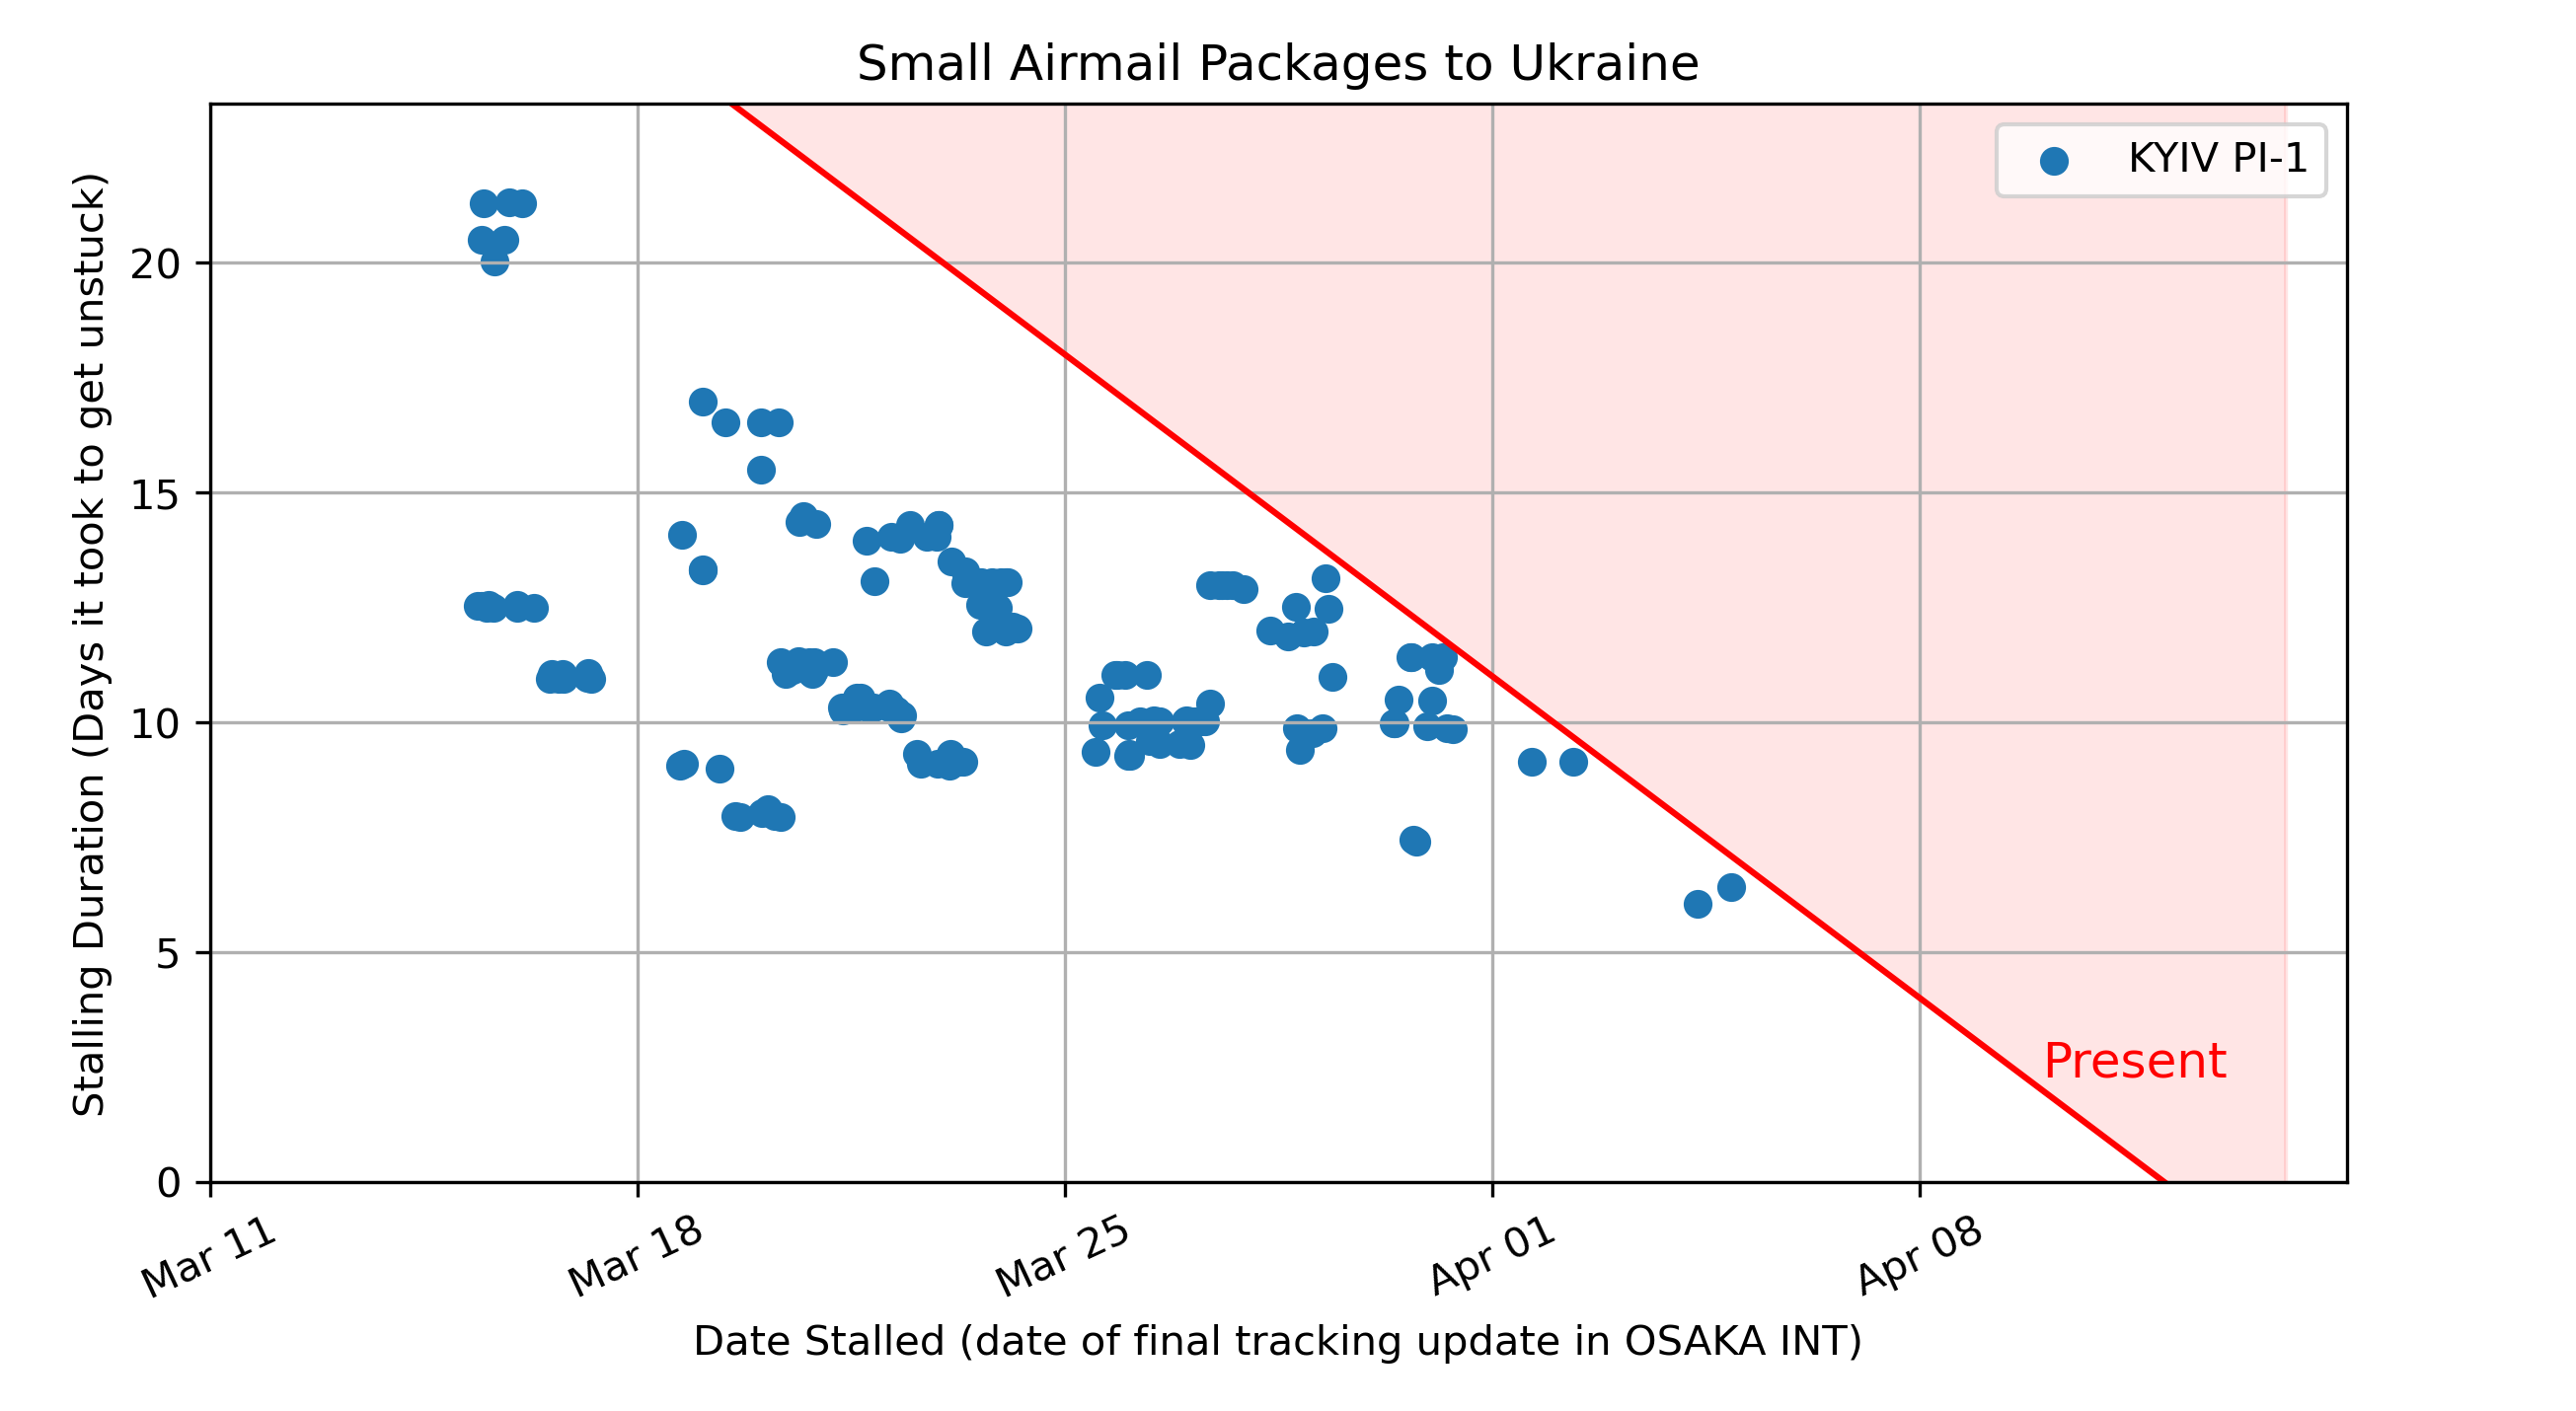 Small Airmail Packages to Ukraine
KYIV PI-1
Stalling Duration (Days it took to get unstuck)
20
15
10
5
0
Present
Mar 11
Mar 18
Mar 25
Apr 01
Apr 08
Date Stalled (date of final tracking update in OSAKA INT)